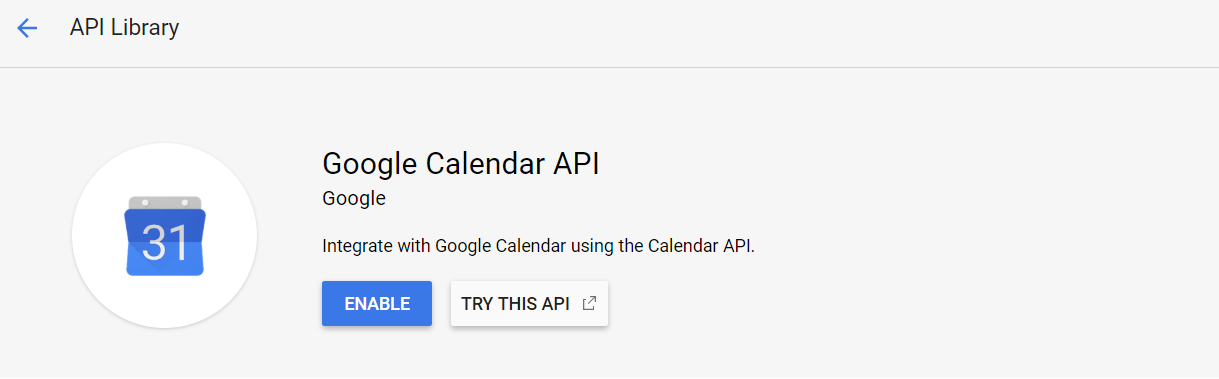 API Library
Google Calendar API
Google
31
Integrate with Google Calendar using the Calendar API.
ENABLE
TRY THIS API